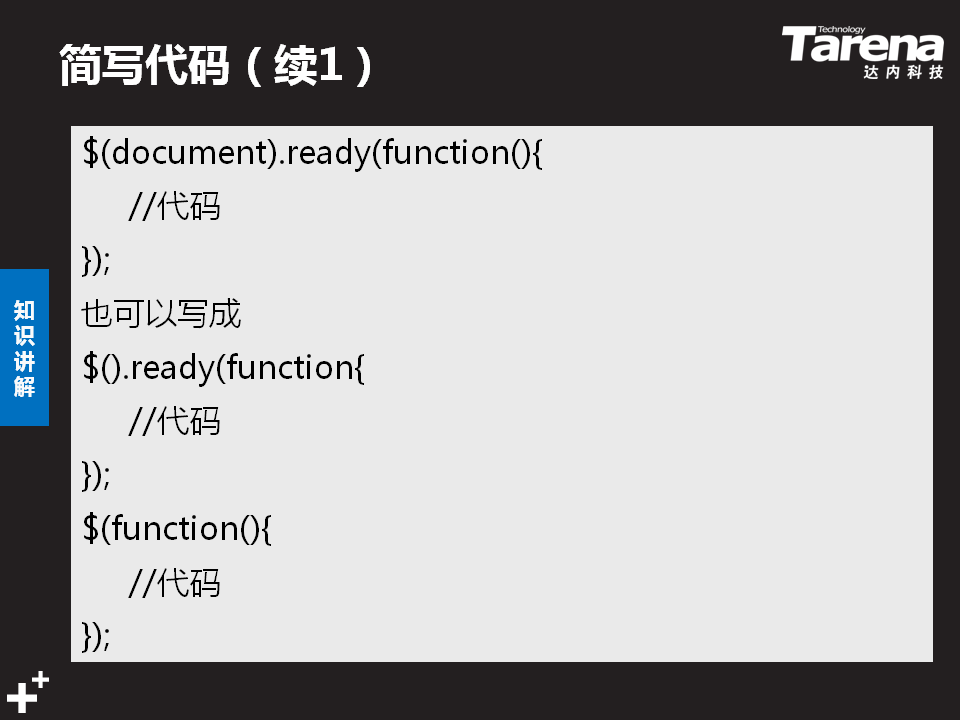 简写代码（续1）
Technology
Tarena
达内科技
$(document).ready(function(){
//代码
});
也可以写成
$().ready(function{
//代码
});
$(function(){
//代码
});
知识讲解